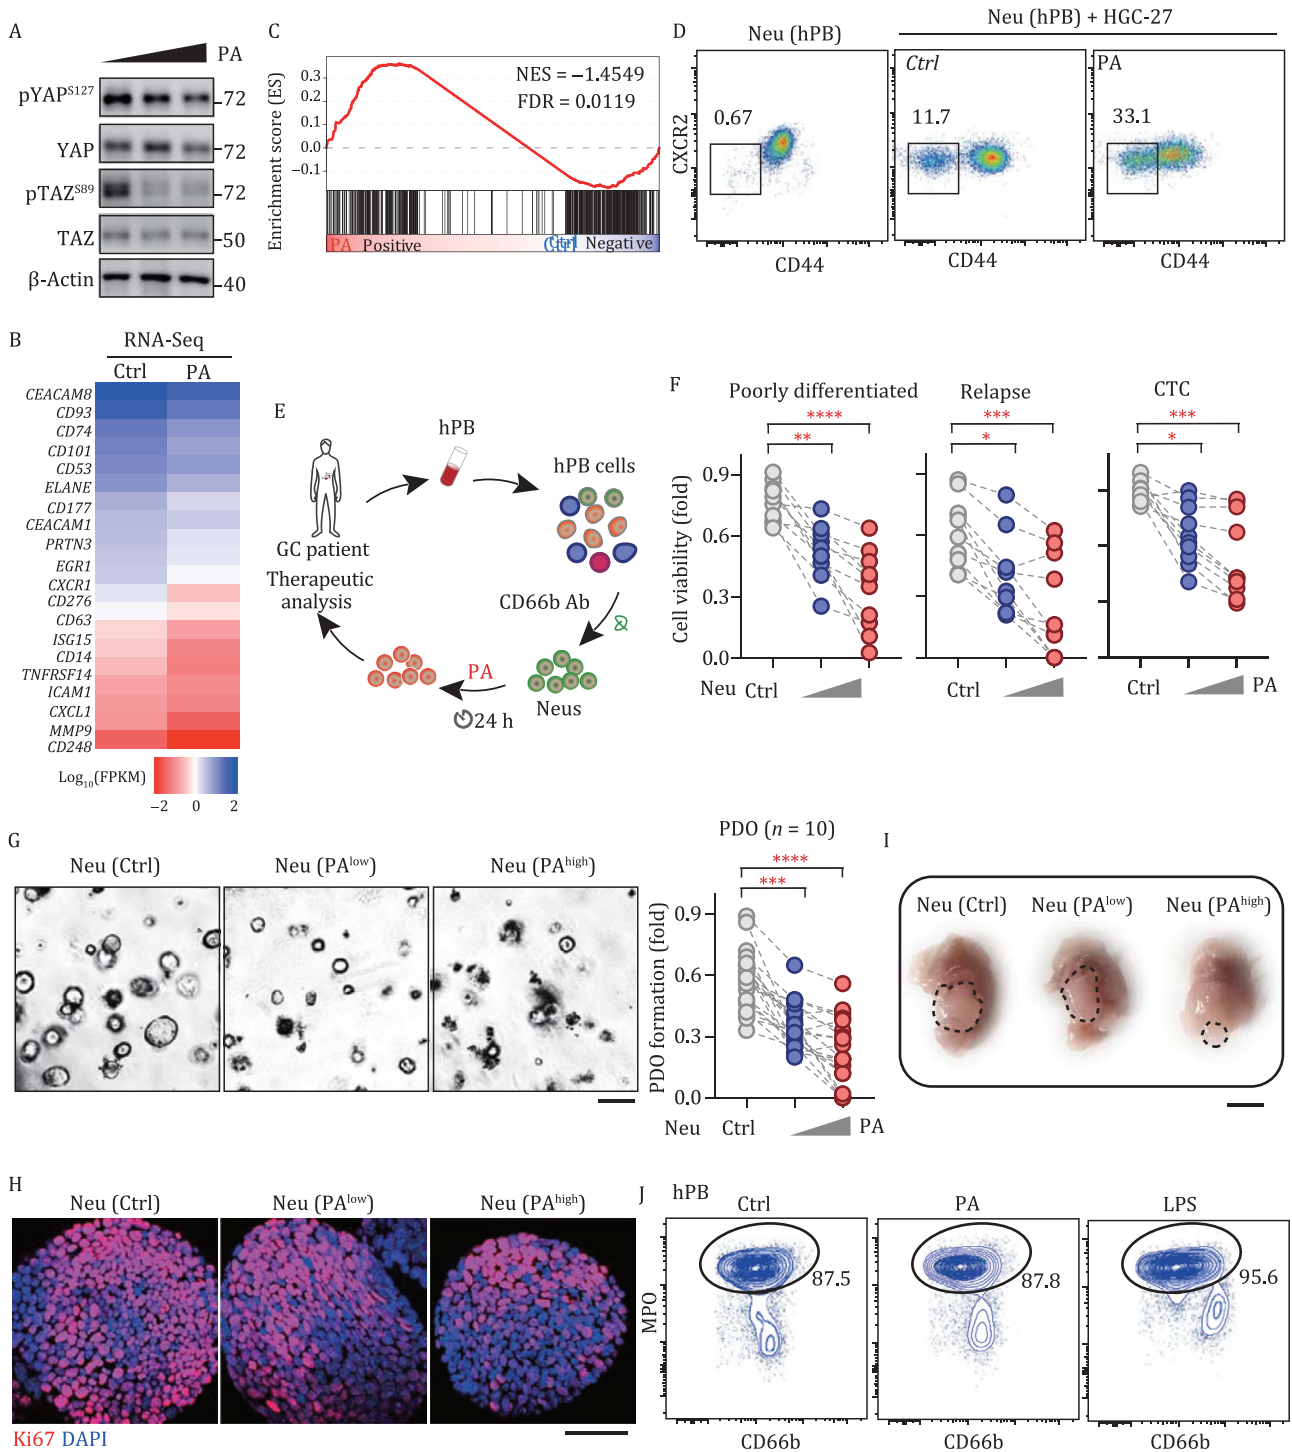 A
PA
pYAPS127
72
YAP
72
pTAZS89
72
TAZ
50
β-Actin
40
B
RNA-Seq
Ctrl PA
CEACAM8
CD93
CD74
CD101
CD53
ELANE
CD177
CEACAM1
PRTN3
EGR1
CXCR1
CD276
CD63
ISG15
CD14
TNFRSF14
ICAM1
CXCL1
MMP9
CD248
Log10(FPKM)
−2 0 2
C
Enrichment score (ES)
0.3
0.2
0.1
0.0
−0.1
NES = −1.4549
FDR = 0.0119
PA Positive Ctrl Negative
D
Neu (hPB)
Neu (hPB) + HGC-27
Ctrl
PA
0.67
11.7
33.1
CXCR2
CD44
CD44
CD44
E
GC patient
hPB
hPB cells
CD66b Ab
Neus
PA
24 h
Therapeutic
analysis
F
Poorly differentiated
Relapse
CTC
****
**
***
*
***
*
Cell viability (fold)
0.9
0.6
0.3
0.0
Neu Ctrl
Ctrl
Ctrl
PA
G
Neu (Ctrl)
Neu (PAlow)
Neu (PAhigh)
PDO (n = 10)
****
***
PDO formation (fold)
0.9
0.6
0.3
0.0
Neu Ctrl PA
H
Neu (Ctrl)
Neu (PAlow)
Neu (PAhigh)
Ki67 DAPI
I
Neu (Ctrl)
Neu (PAlow)
Neu (PAhigh)
J
hPB
Ctrl
PA
LPS
87.5
87.8
95.6
MPO
CD66b
CD66b
CD66b